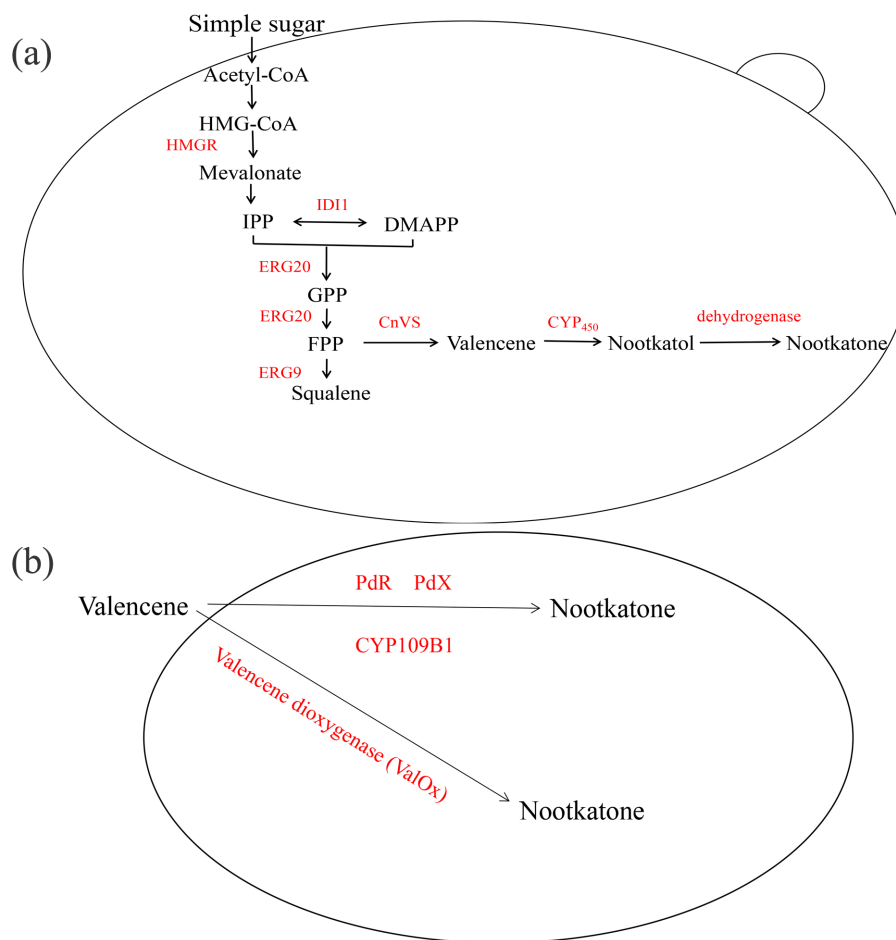 Simple sugar
(a)
Acetyl-CoA
HMG-CoA
HMGR
Mevalonate
IDI1
IPP
DMAPP
ERG20
GPP
ERG20
CnVS
CYP450
dehydrogenase
FPP
Valencene
Nootkatol
Nootkatone
ERG9
Squalene
(b)
PdR PdX
Valencene
Nootkatone
CYP109B1
Valencene dioxygenase (ValOx)
Nootkatone